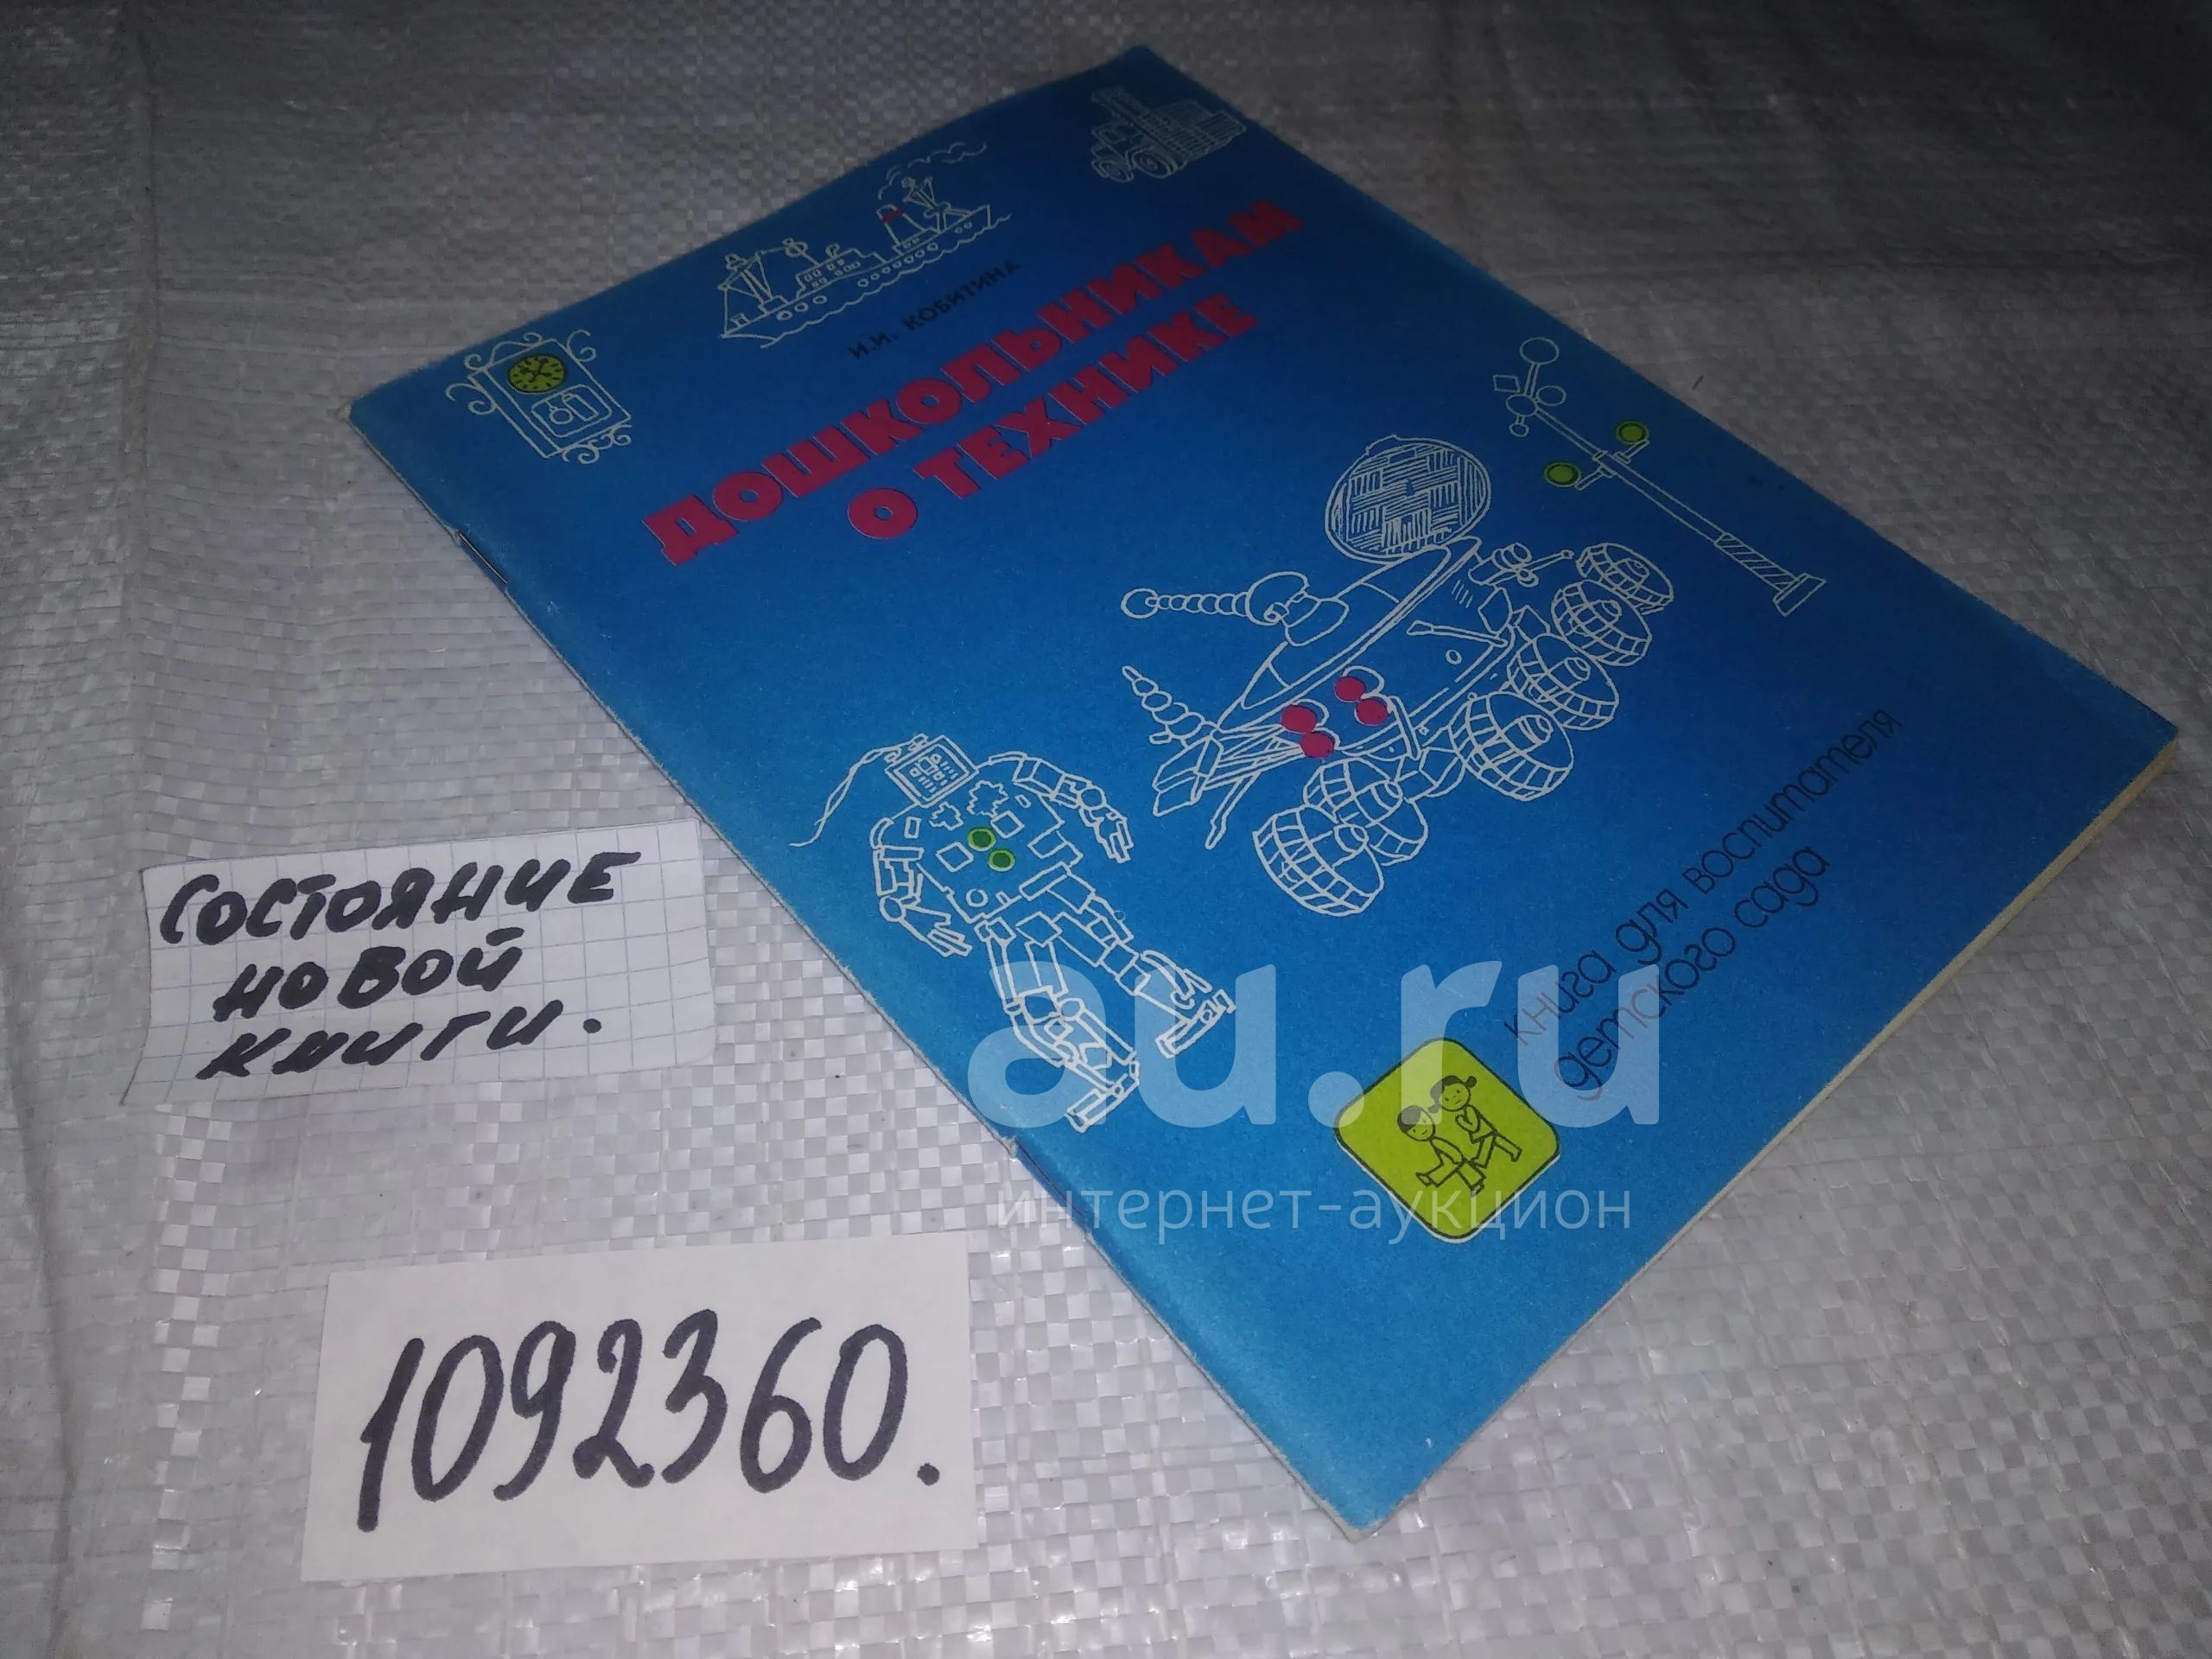 И.И. КОБИТИНА
ДОШКОЛЬНИКАМ
О ТЕХНИКЕ
книга для воспитателя
детского сада
СОСТОЯНИЕ
НОВОЙ
КНИГИ.
1092360.
au.ru
интернет-аукцион